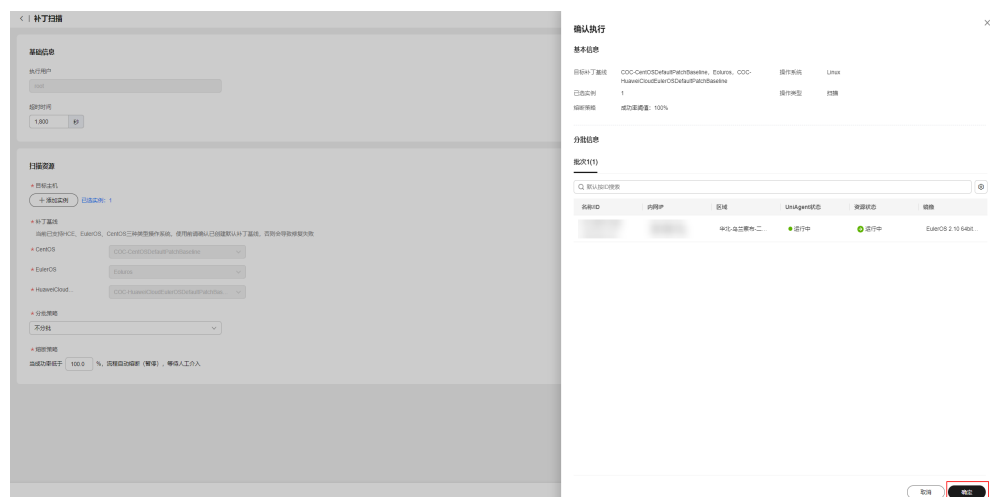 补丁扫描
基础信息
执行用户
root
超时时间
1,800 秒
扫描资源
* 目标主机
+ 添加实例 已选实例：1
* 补丁基线
当前已支持HCE、EulerOS、CentOS三种类型操作系统，使用前请确认已创建默认补丁基线，否则会导致修复失败
* CentOS COC-CentOSDefaultPatchBaseline
* EulerOS Eoluros
* HuaweiCloud... COC-HuaweiCloudEulerOSDefaultPatchBas...
* 分批策略
不分批
* 熔断策略
当成功率低于 100.0 %，流程自动熔断（暂停），等待人工介入
确认执行
基本信息
目标补丁基线 COC-CentOSDefaultPatchBaseline、Eoluros、COC-HuaweiCloudEulerOSDefaultPatchBaseline 操作系统 Linux
已选实例 1 操作类型 扫描
熔断策略 成功率阈值：100%
分批信息
批次1(1)
默认按ID搜索
名称/ID 内网IP 区域 UniAgent状态 资源状态 镜像
华北-乌兰察布-二... 运行中 运行中 EulerOS 2.10 64bit...
取消 确定